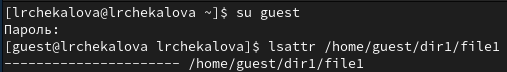 [lrchekalova@lrchekalova ~]$ su guest
Пароль:
[guest@lrchekalova lrchekalova]$ lsattr /home/guest/dir1/file1
---------------------- /home/guest/dir1/file1